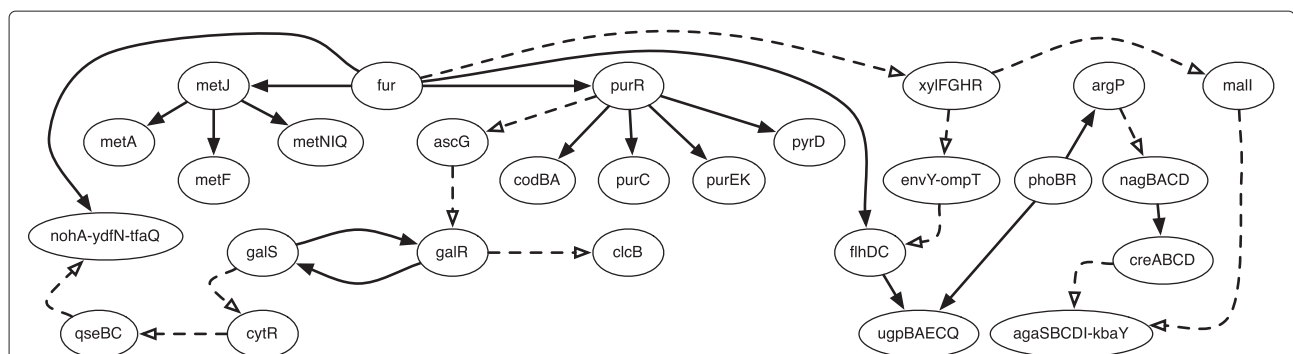 metJ
fur
purR
xylFGHR
argP
malI
metA
metNIQ
ascG
pyrD
metF
codBA
purC
purEK
envY-ompT
phoBR
nagBACD
nohA-ydfN-tfaQ
galS
galR
clcB
flhDC
creABCD
qseBC
cytR
ugpBAECQ
agaSBCDI-kbaY